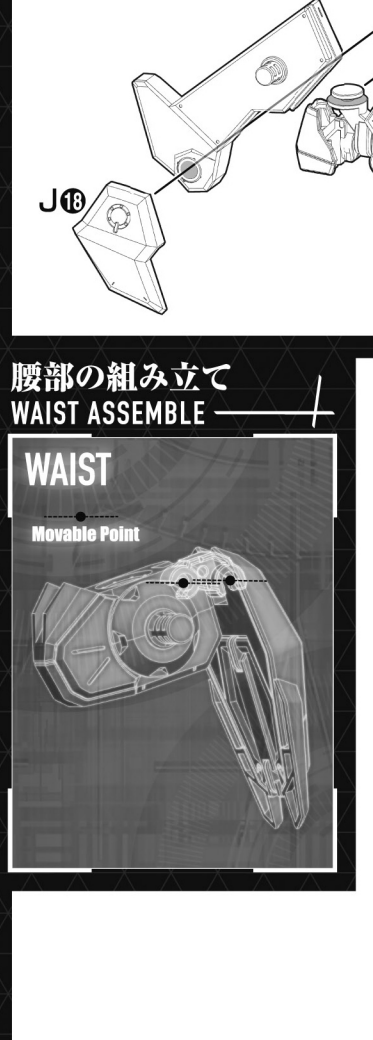 J⓲
腰部の組み立て
WAIST ASSEMBLE
WAIST
Movable Point